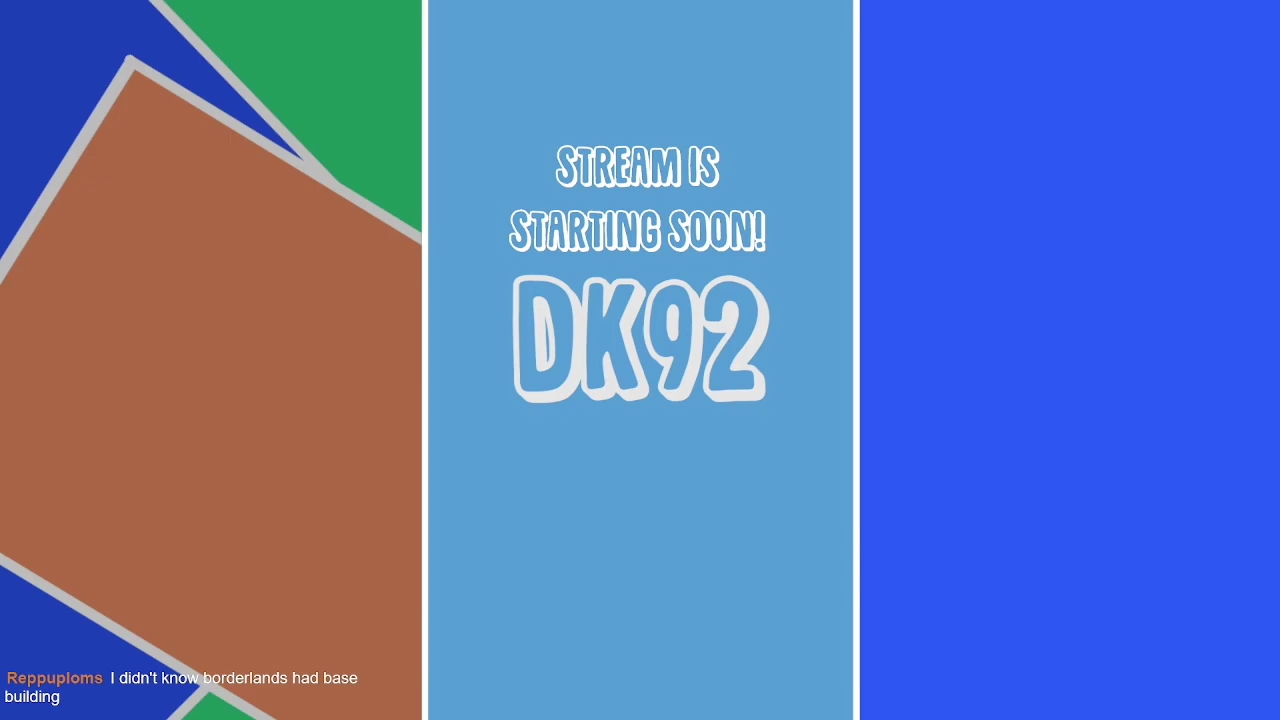 STREAM IS
STARTING SOON!
DK92
Reppuploms I didn't know borderlands had base
building